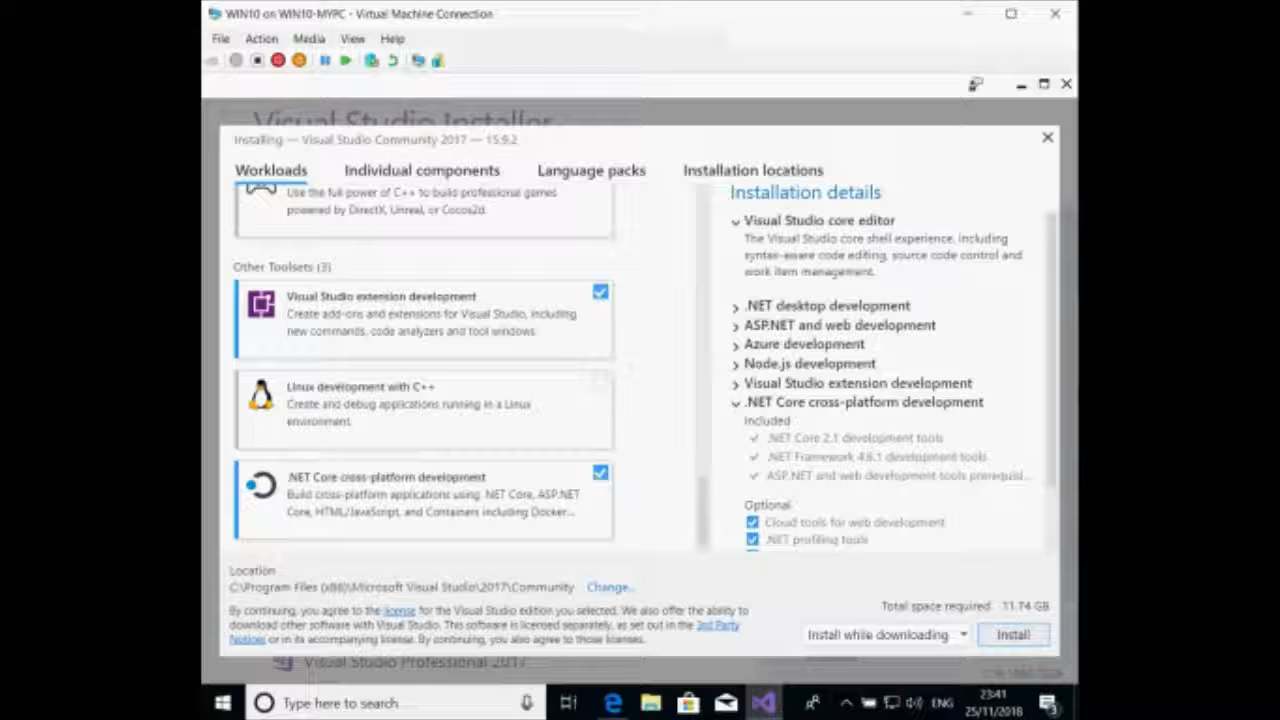 WIN10 on WIN10-MYPC - Virtual Machine Connection
File Action Media View Help
Visual Studio Installer
Installing — Visual Studio Community 2017 — 15.9.2
Workloads Individual components Language packs Installation locations
Use the full power of C++ to build professional games
powered by DirectX, Unreal, or Cocos2d.
Other Toolsets (3)
Visual Studio extension development
Create add-ons and extensions for Visual Studio, including
new commands, code analyzers and tool windows.
Linux development with C++
Create and debug applications running in a Linux
environment.
.NET Core cross-platform development
Build cross-platform applications using .NET Core, ASP.NET
Core, HTML/JavaScript, and Containers including Docker...
Installation details
Visual Studio core editor
The Visual Studio core shell experience, including
syntax-aware code editing, source code control and
work item management.
.NET desktop development
ASP.NET and web development
Azure development
Node.js development
Visual Studio extension development
.NET Core cross-platform development
Included
.NET Core 2.1 development tools
.NET Framework 4.6.1 development tools
ASP.NET and web development tools prerequisi...
Optional
Cloud tools for web development
.NET profiling tools
Location
C:\Program Files (x86)\Microsoft Visual Studio\2017\Community Change...
By continuing, you agree to the license for the Visual Studio edition you selected. We also offer the ability to
download other software with Visual Studio. This software is licensed separately, as set out in the 3rd Party
Notices or in its accompanying license. By continuing, you also agree to those licenses.
Total space required 11.74 GB
Install while downloading Install
Visual Studio Professional 2017
Type here to search
ENG
23:41
25/11/2018
3